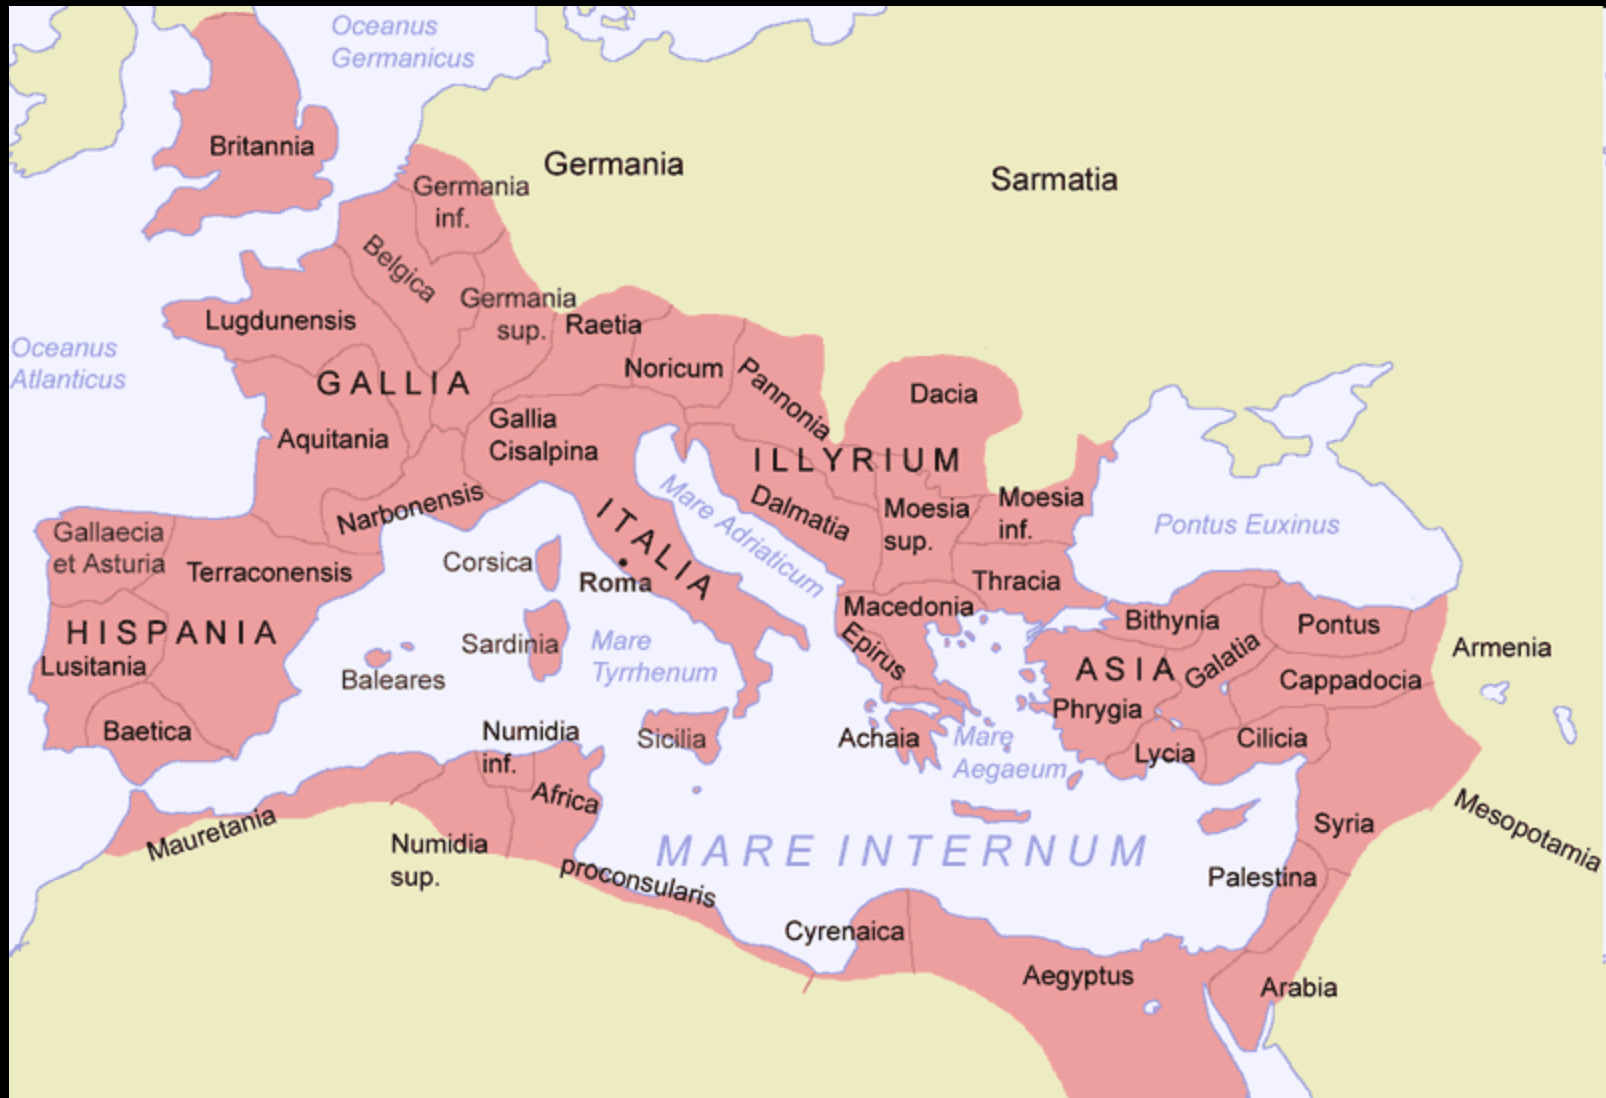 Oceanus
Germanicus
Britannia
Germania
Sarmatia
Germania
inf.
Belgica
Germania
sup.
Lugdunensis
Raetia
Oceanus
Atlanticus
Noricum
GALLIA
Pannonia
Dacia
Gallia
Cisalpina
Aquitania
ILLYRIUM
Mare Adriaticum
Narbonensis
Dalmatia
Moesia
sup.
Moesia
inf.
Pontus Euxinus
Gallaecia
et Asturia
Terraconensis
Corsica
ITALIA
Roma
Thracia
Macedonia
Bithynia
Pontus
HISPANIA
Lusitania
Sardinia
Mare
Tyrrhenum
Epirus
ASIA
Galatia
Armenia
Baleares
Cappadocia
Phrygia
Baetica
Numidia
inf.
Sicilia
Achaia
Mare
Aegaeum
Lycia
Cilicia
Africa
Mauretania
Numidia
sup.
MARE INTERNUM
Syria
Mesopotamia
proconsularis
Palestina
Cyrenaica
Aegyptus
Arabia